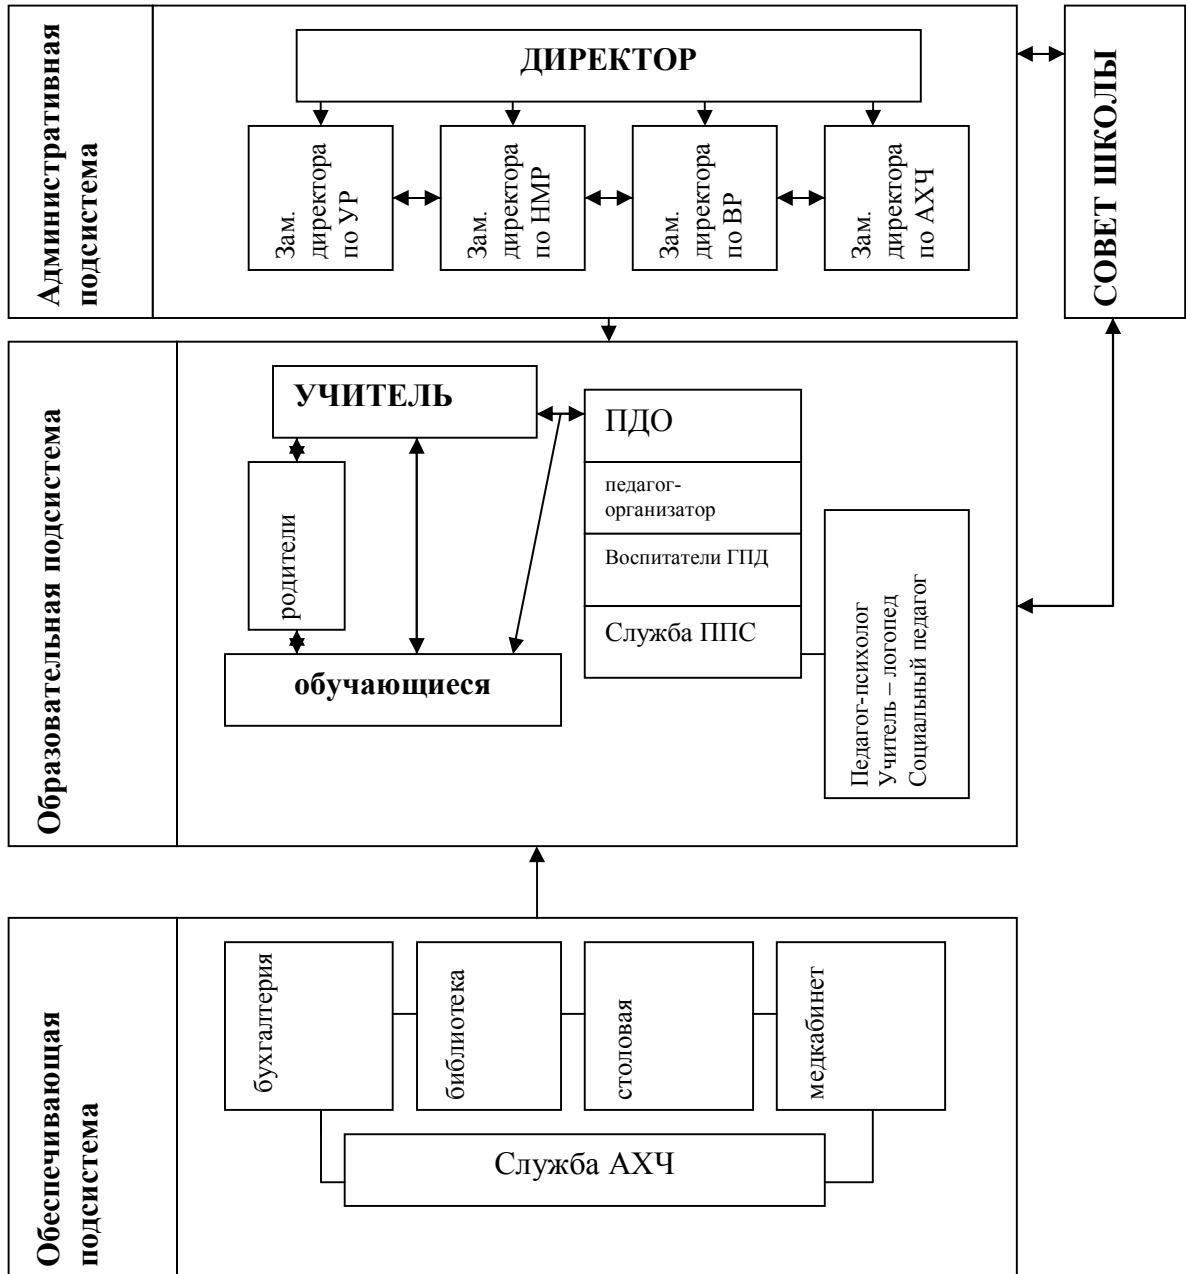 Административная
подсистема
ДИРЕКТОР
Зам.
директора
по УР
Зам.
директора
по НМР
Зам.
директора
по ВР
Зам.
директора
по АХЧ
СОВЕТ ШКОЛЫ
Образовательная подсистема
УЧИТЕЛЬ
родители
обучающиеся
ПДО
педагог-
организатор
Воспитатели ГПД
Служба ППС
Педагог-психолог
Учитель – логопед
Социальный педагог
Обеспечивающая
подсистема
бухгалтерия
библиотека
столовая
медкабинет
Служба АХЧ